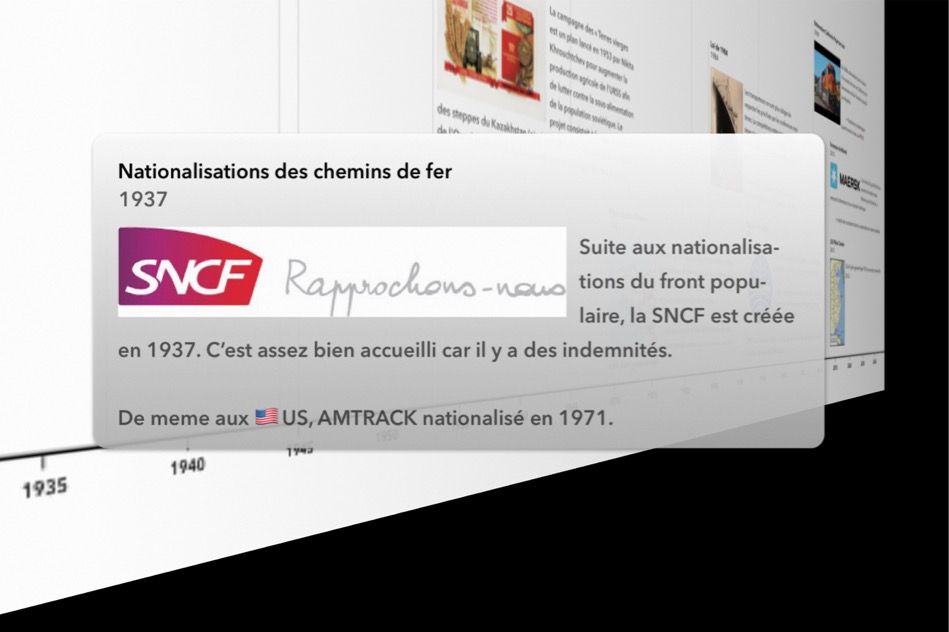 La campagne des « Terres vierges
est un plan lancé en 1953 par Nikita
Khrouchtchev pour augmenter la
production agricole de l'URSS afin
de lutter contre la sous-alimentation
de la population soviétique. Le
projet consistait à
des steppes du Kazakhstan
Nationalisations des chemins de fer
1937
SNCF Rapprochons-nous
Suite aux nationalisa-
tions du front popu-
laire, la SNCF est créée
en 1937. C'est assez bien accueilli car il y a des indemnités.
De meme aux 🇺🇸 US, AMTRACK nationalisé en 1971.
MAERSK
1935
1940
1945
1950